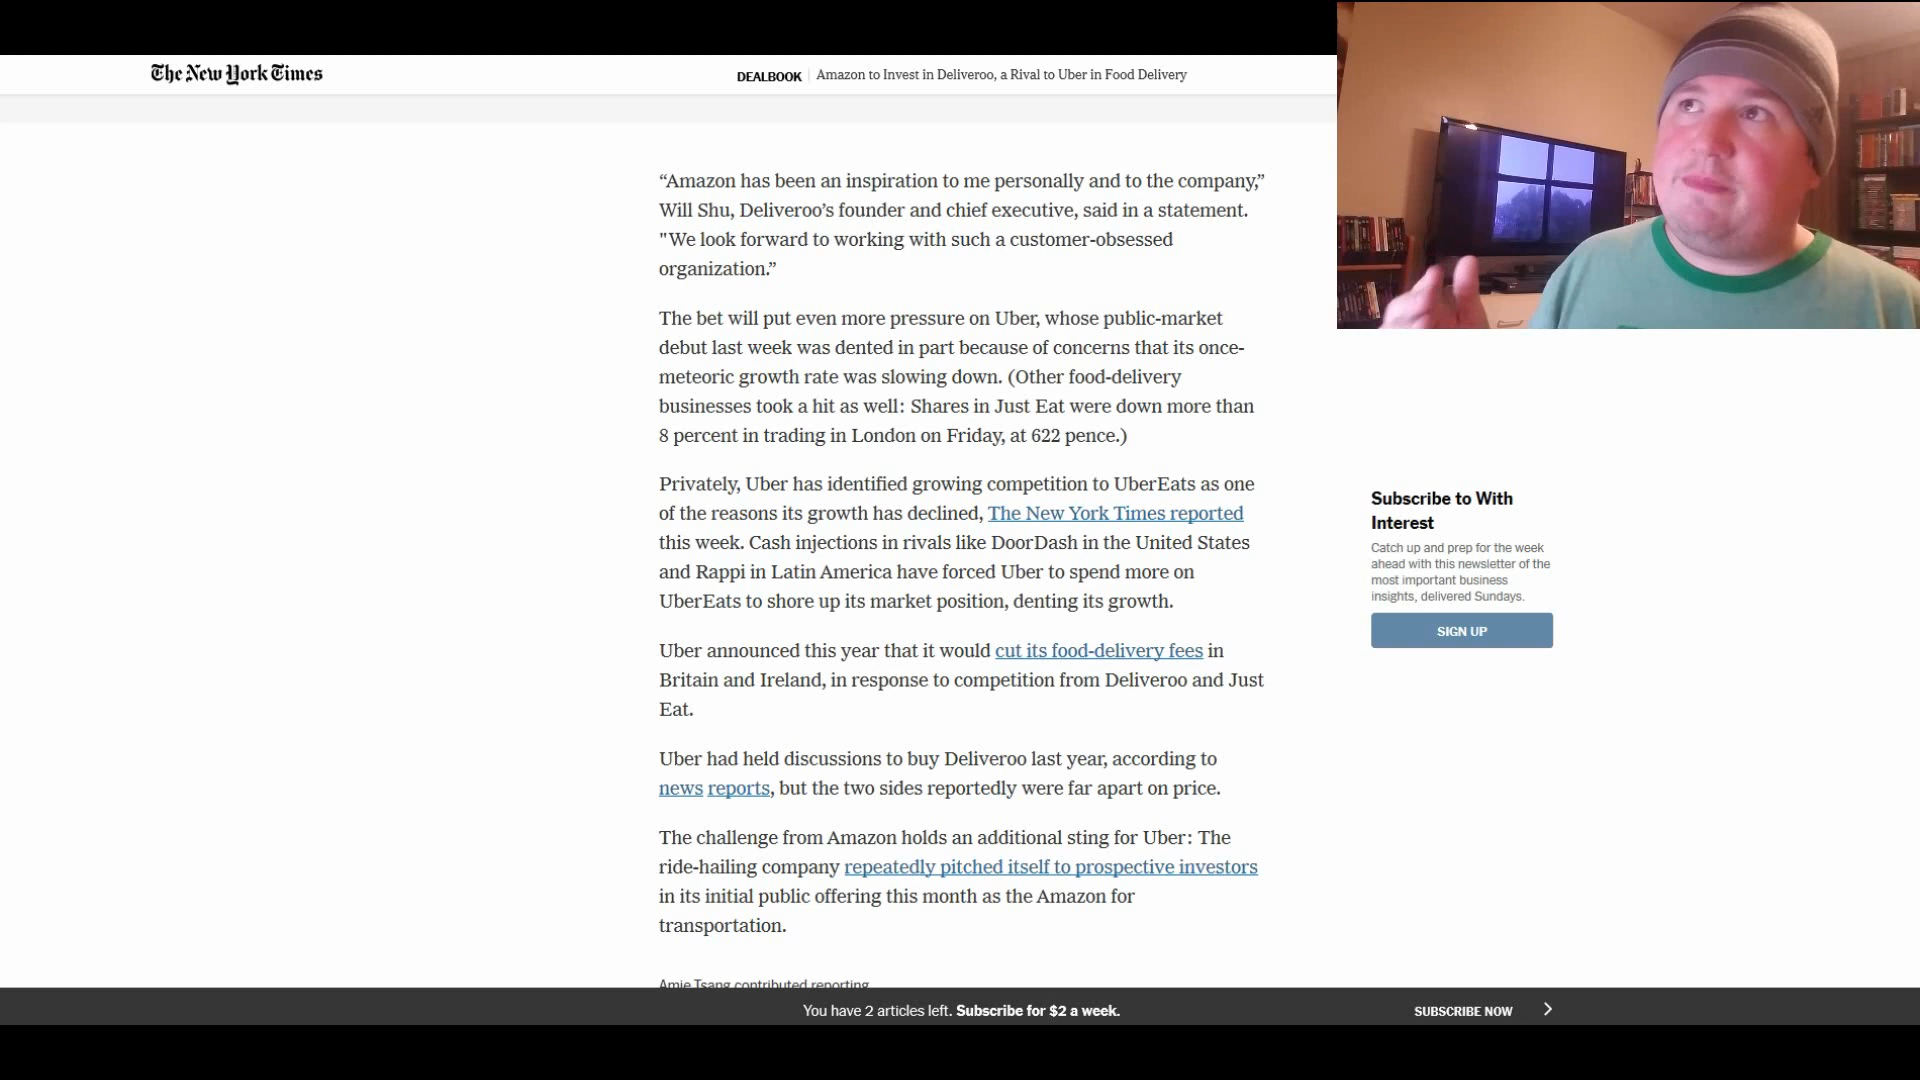 The New York Times
DEALBOOK | Amazon to Invest in Deliveroo, a Rival to Uber in Food Delivery
“Amazon has been an inspiration to me personally and to the company,”
Will Shu, Deliveroo’s founder and chief executive, said in a statement.
"We look forward to working with such a customer-obsessed
organization.”
The bet will put even more pressure on Uber, whose public-market
debut last week was dented in part because of concerns that its once-
meteoric growth rate was slowing down. (Other food-delivery
businesses took a hit as well: Shares in Just Eat were down more than
8 percent in trading in London on Friday, at 622 pence.)
Privately, Uber has identified growing competition to UberEats as one
of the reasons its growth has declined, The New York Times reported
this week. Cash injections in rivals like DoorDash in the United States
and Rappi in Latin America have forced Uber to spend more on
UberEats to shore up its market position, denting its growth.
Uber announced this year that it would cut its food-delivery fees in
Britain and Ireland, in response to competition from Deliveroo and Just
Eat.
Uber had held discussions to buy Deliveroo last year, according to
news reports, but the two sides reportedly were far apart on price.
The challenge from Amazon holds an additional sting for Uber: The
ride-hailing company repeatedly pitched itself to prospective investors
in its initial public offering this month as the Amazon for
transportation.
Amie Tsang contributed reporting
Subscribe to With
Interest
Catch up and prep for the week
ahead with this newsletter of the
most important business
insights, delivered Sundays.
SIGN UP
You have 2 articles left. Subscribe for $2 a week.
SUBSCRIBE NOW